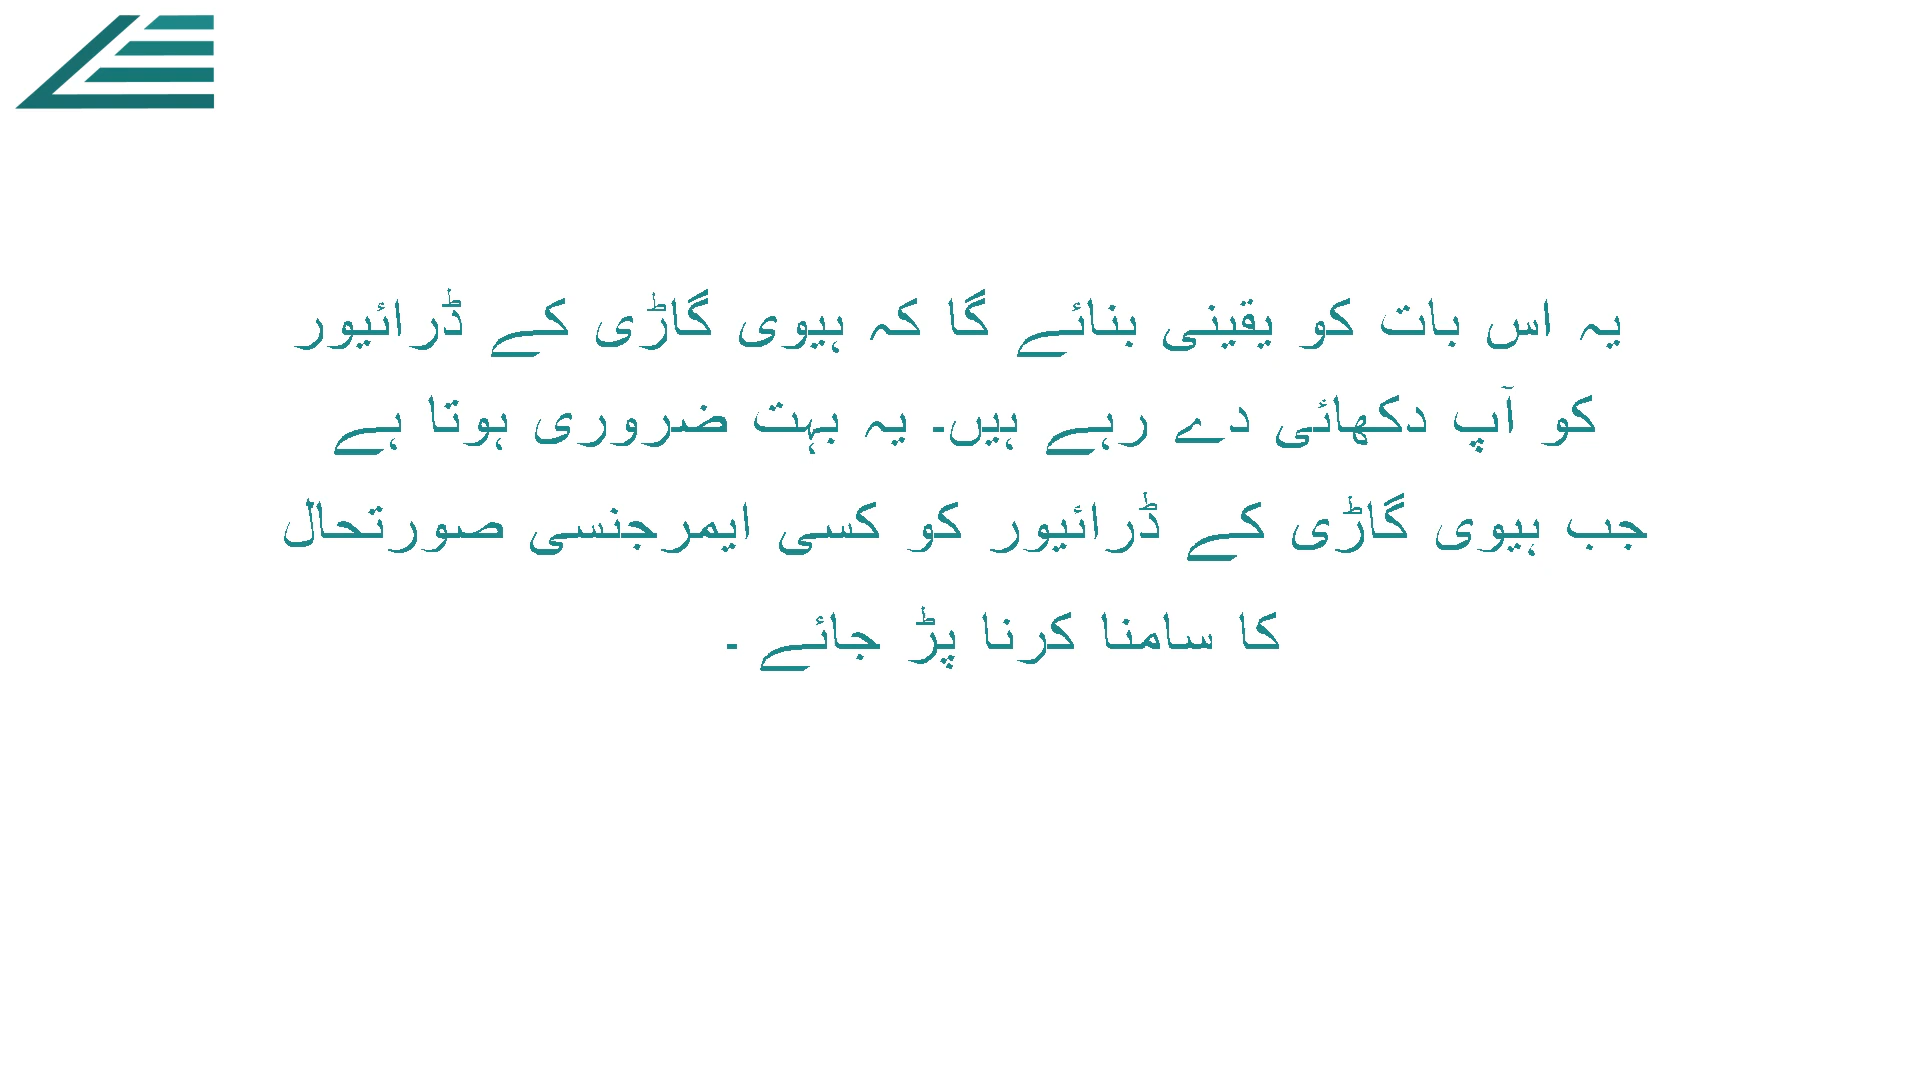 یہ اس بات کو یقینی بنائے گا کہ ہیوی گاڑی کے ڈرائیور
کو آپ دکھائی دے رہے ہیں۔ یہ بہت ضروری ہوتا ہے
جب ہیوی گاڑی کے ڈرائیور کو کسی ایمرجنسی صورتحال
کا سامنا کرنا پڑ جائے ۔